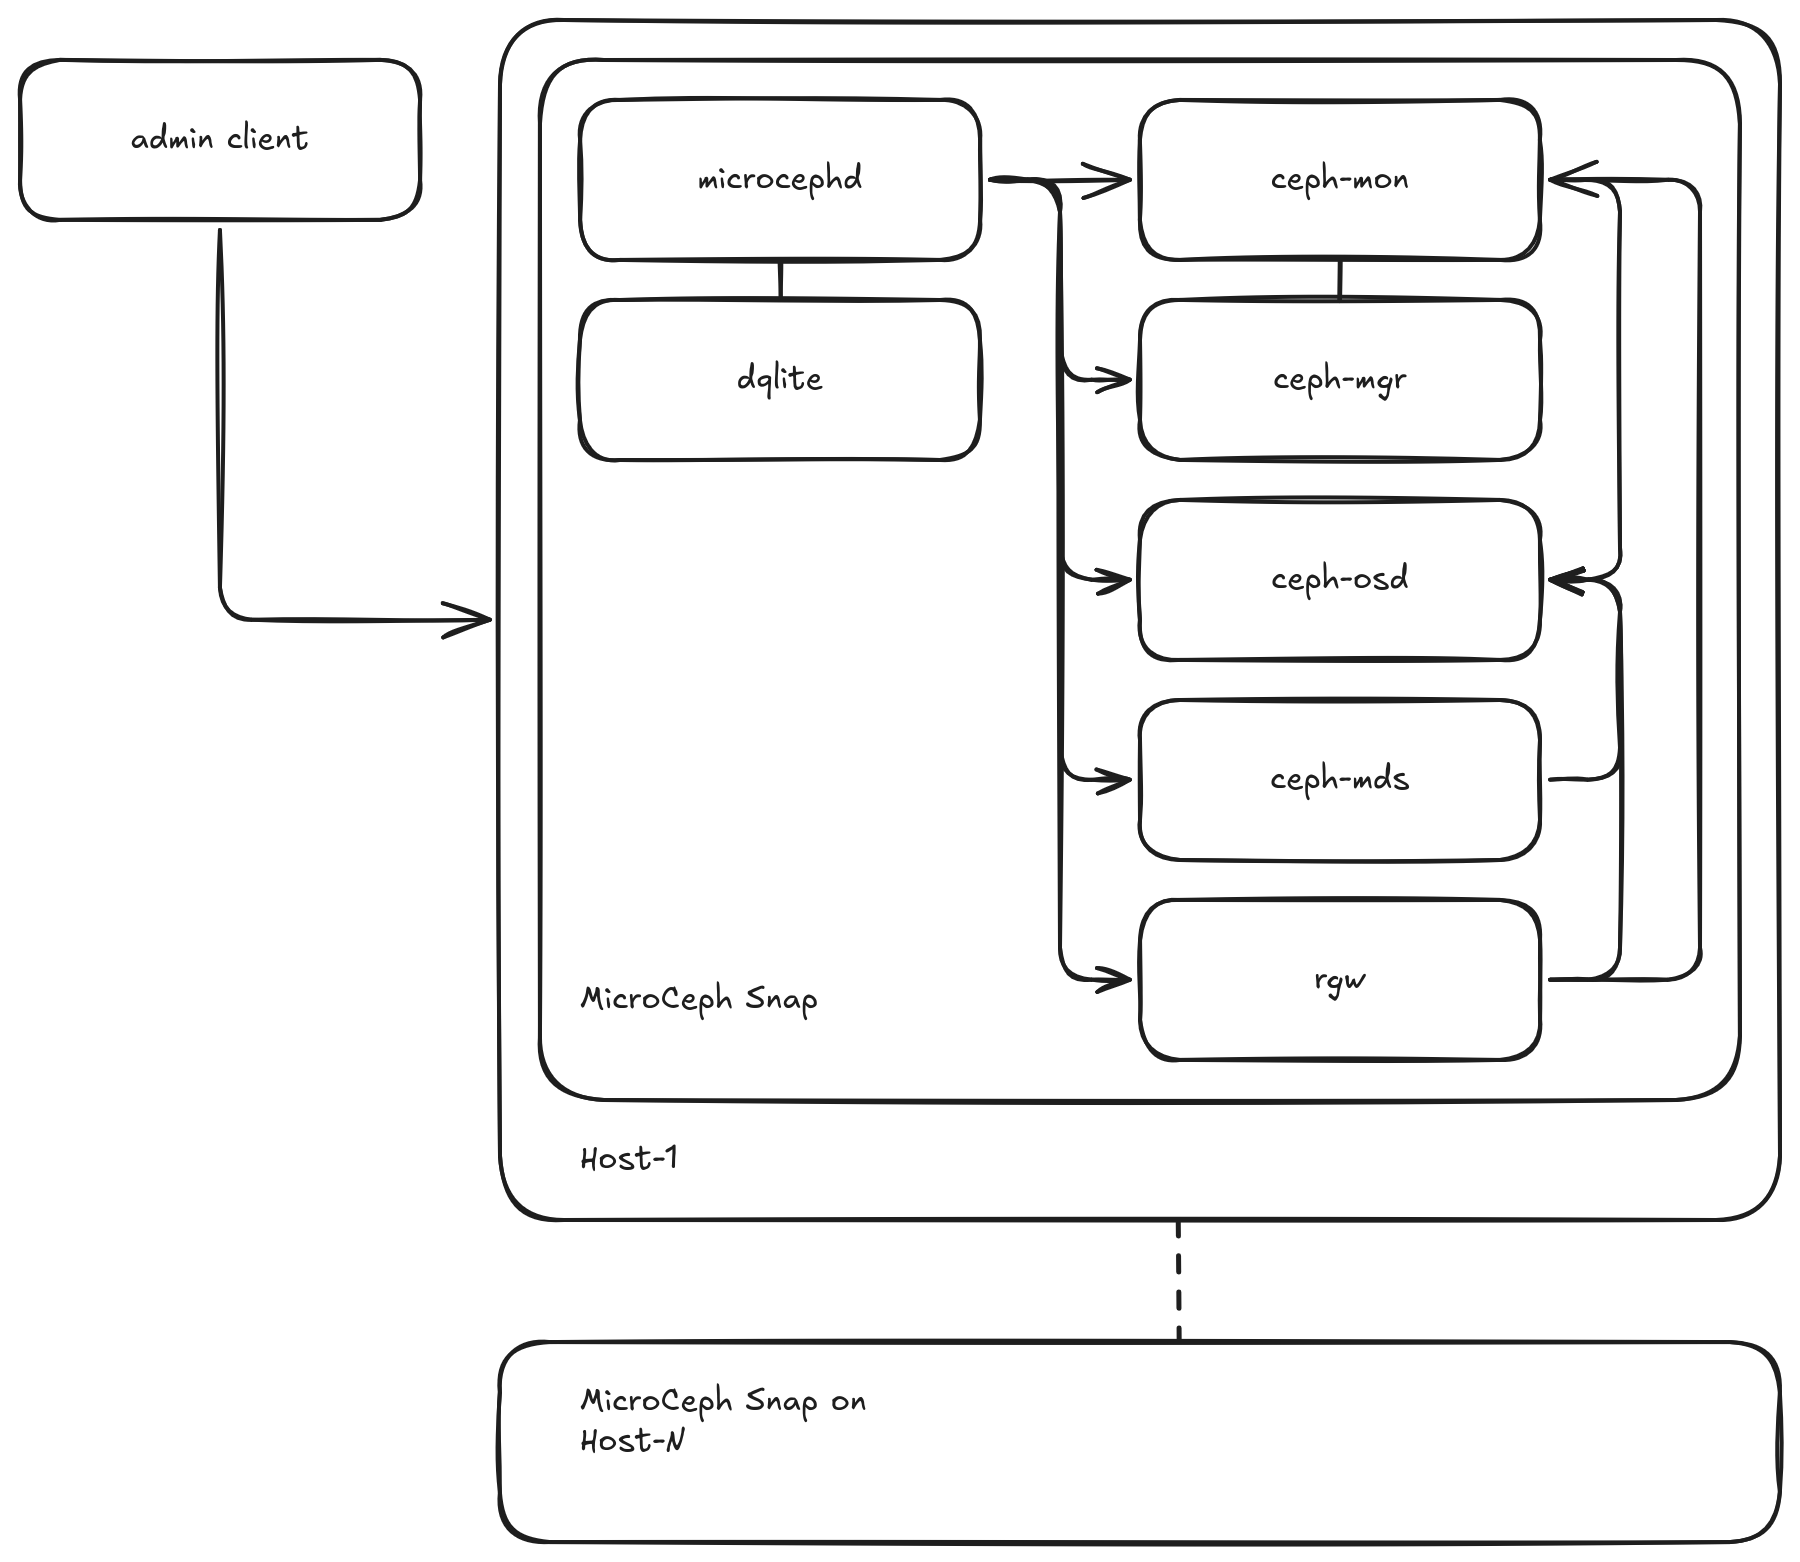 admin client
microcephd
ceph-mon
dqlite
ceph-mgr
ceph-osd
ceph-mds
rgw
MicroCeph Snap
Host-1
MicroCeph Snap on
Host-N